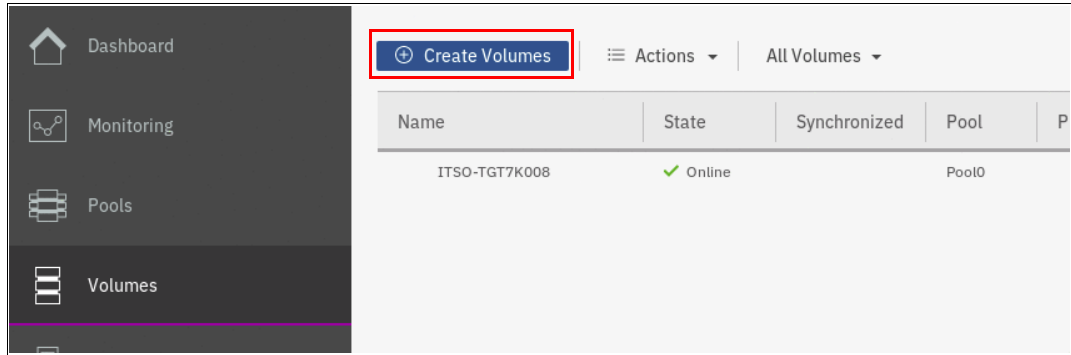 Dashboard
Monitoring
Pools
Volumes
Create Volumes
Actions
All Volumes
Name State Synchronized Pool P
ITSO-TGT7K008 Online Pool0